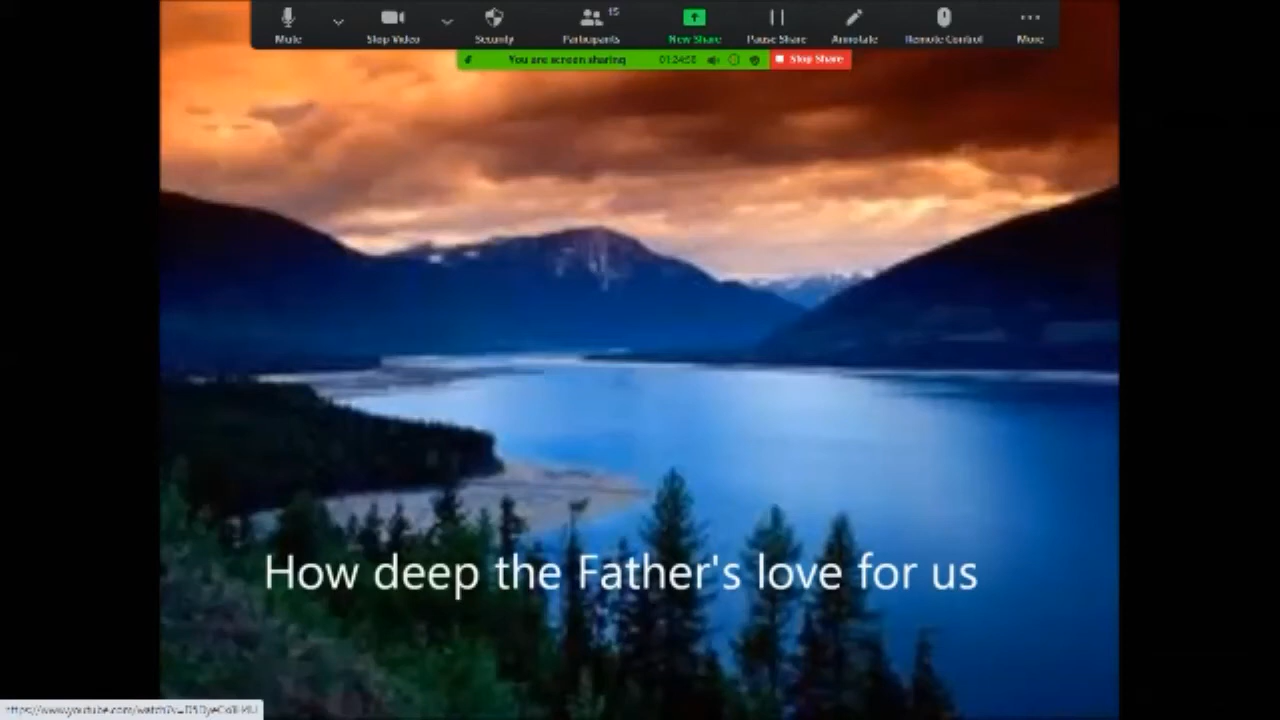 Mute
Stop Video
Security
Participants
15
New Share
Pause Share
Annotate
Remote Control
More
You are screen sharing
Stop Share
How deep the Father's love for us